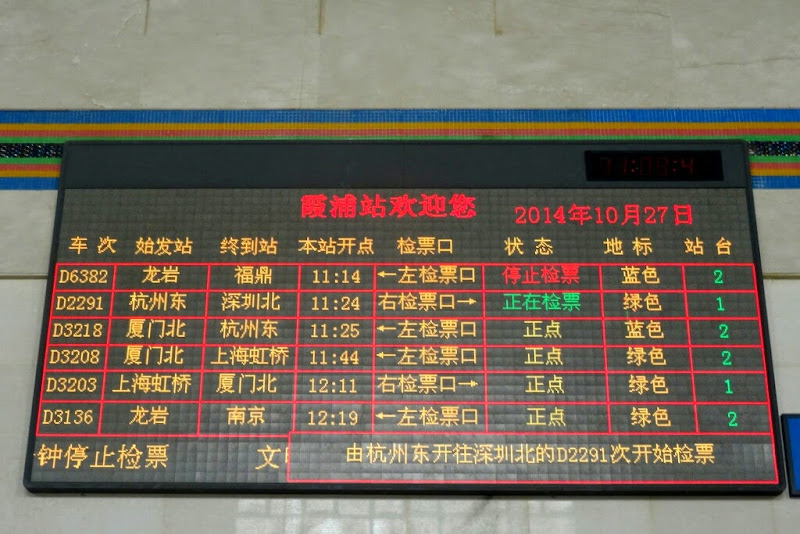 霞浦站欢迎您 2014年10月27日
车次 始发站 终到站 本站开点 检票口 状态 地标 站台
D6382 龙岩 福鼎 11:14 ←左检票口 停止检票 蓝色 2
D2291 杭州东 深圳北 11:24 右检票口→ 正在检票 绿色 1
D3218 厦门北 杭州东 11:25 ←左检票口 正点 蓝色 2
D3208 厦门北 上海虹桥 11:44 ←左检票口 正点 绿色 2
D3203 上海虹桥 厦门北 12:11 右检票口→ 正点 绿色 1
D3136 龙岩 南京 12:19 ←左检票口 正点 绿色 2
钟停止检票 文 由杭州东开往深圳北的D2291次开始检票